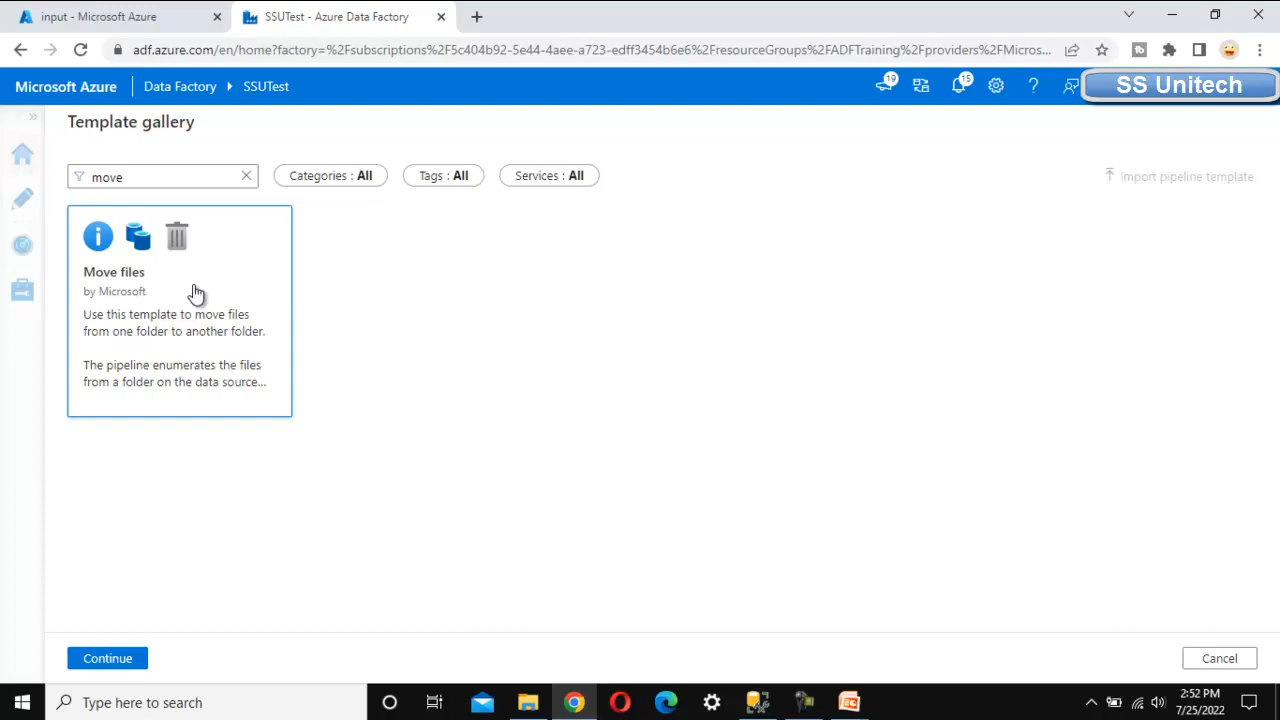 input - Microsoft Azure
SSUTest - Azure Data Factory
adf.azure.com/en/home?factory=%2Fsubscriptions%2F5c404b92-5e44-4aee-a723-edff3454b6e6%2FresourceGroups%2FADFTraining%2Fproviders%2FMicros...
Microsoft Azure
Data Factory
SSUTest
19
15
SS Unitech
Template gallery
move
Categories : All
Tags : All
Services : All
Import pipeline template
Move files
by Microsoft
Use this template to move files
from one folder to another folder.
The pipeline enumerates the files
from a folder on the data source...
Continue
Cancel
Type here to search
2:52 PM
7/25/2022